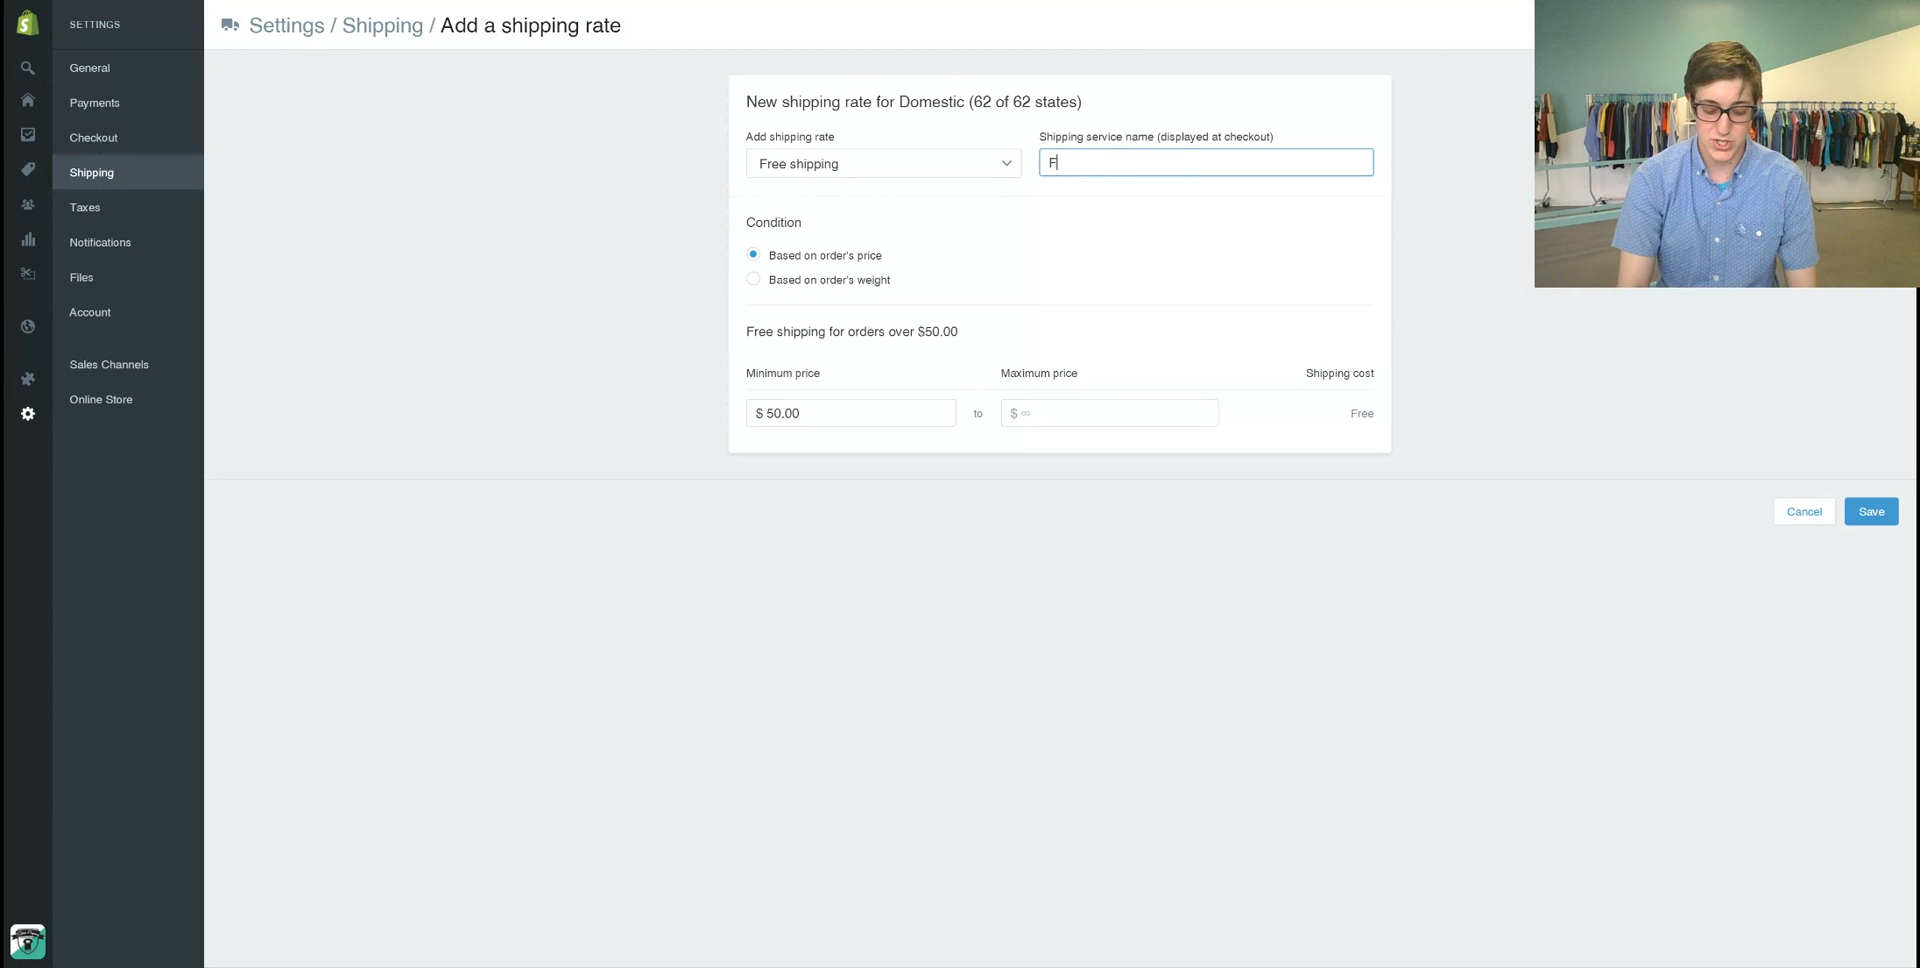 SETTINGS
General
Payments
Checkout
Shipping
Taxes
Notifications
Files
Account
Sales Channels
Online Store
Settings / Shipping / Add a shipping rate
New shipping rate for Domestic (62 of 62 states)
Add shipping rate
Shipping service name (displayed at checkout)
Free shipping
F
Condition
Based on order's price
Based on order's weight
Free shipping for orders over $50.00
Minimum price
Maximum price
Shipping cost
$ 50.00
to
$ ∞
Free
Cancel
Save